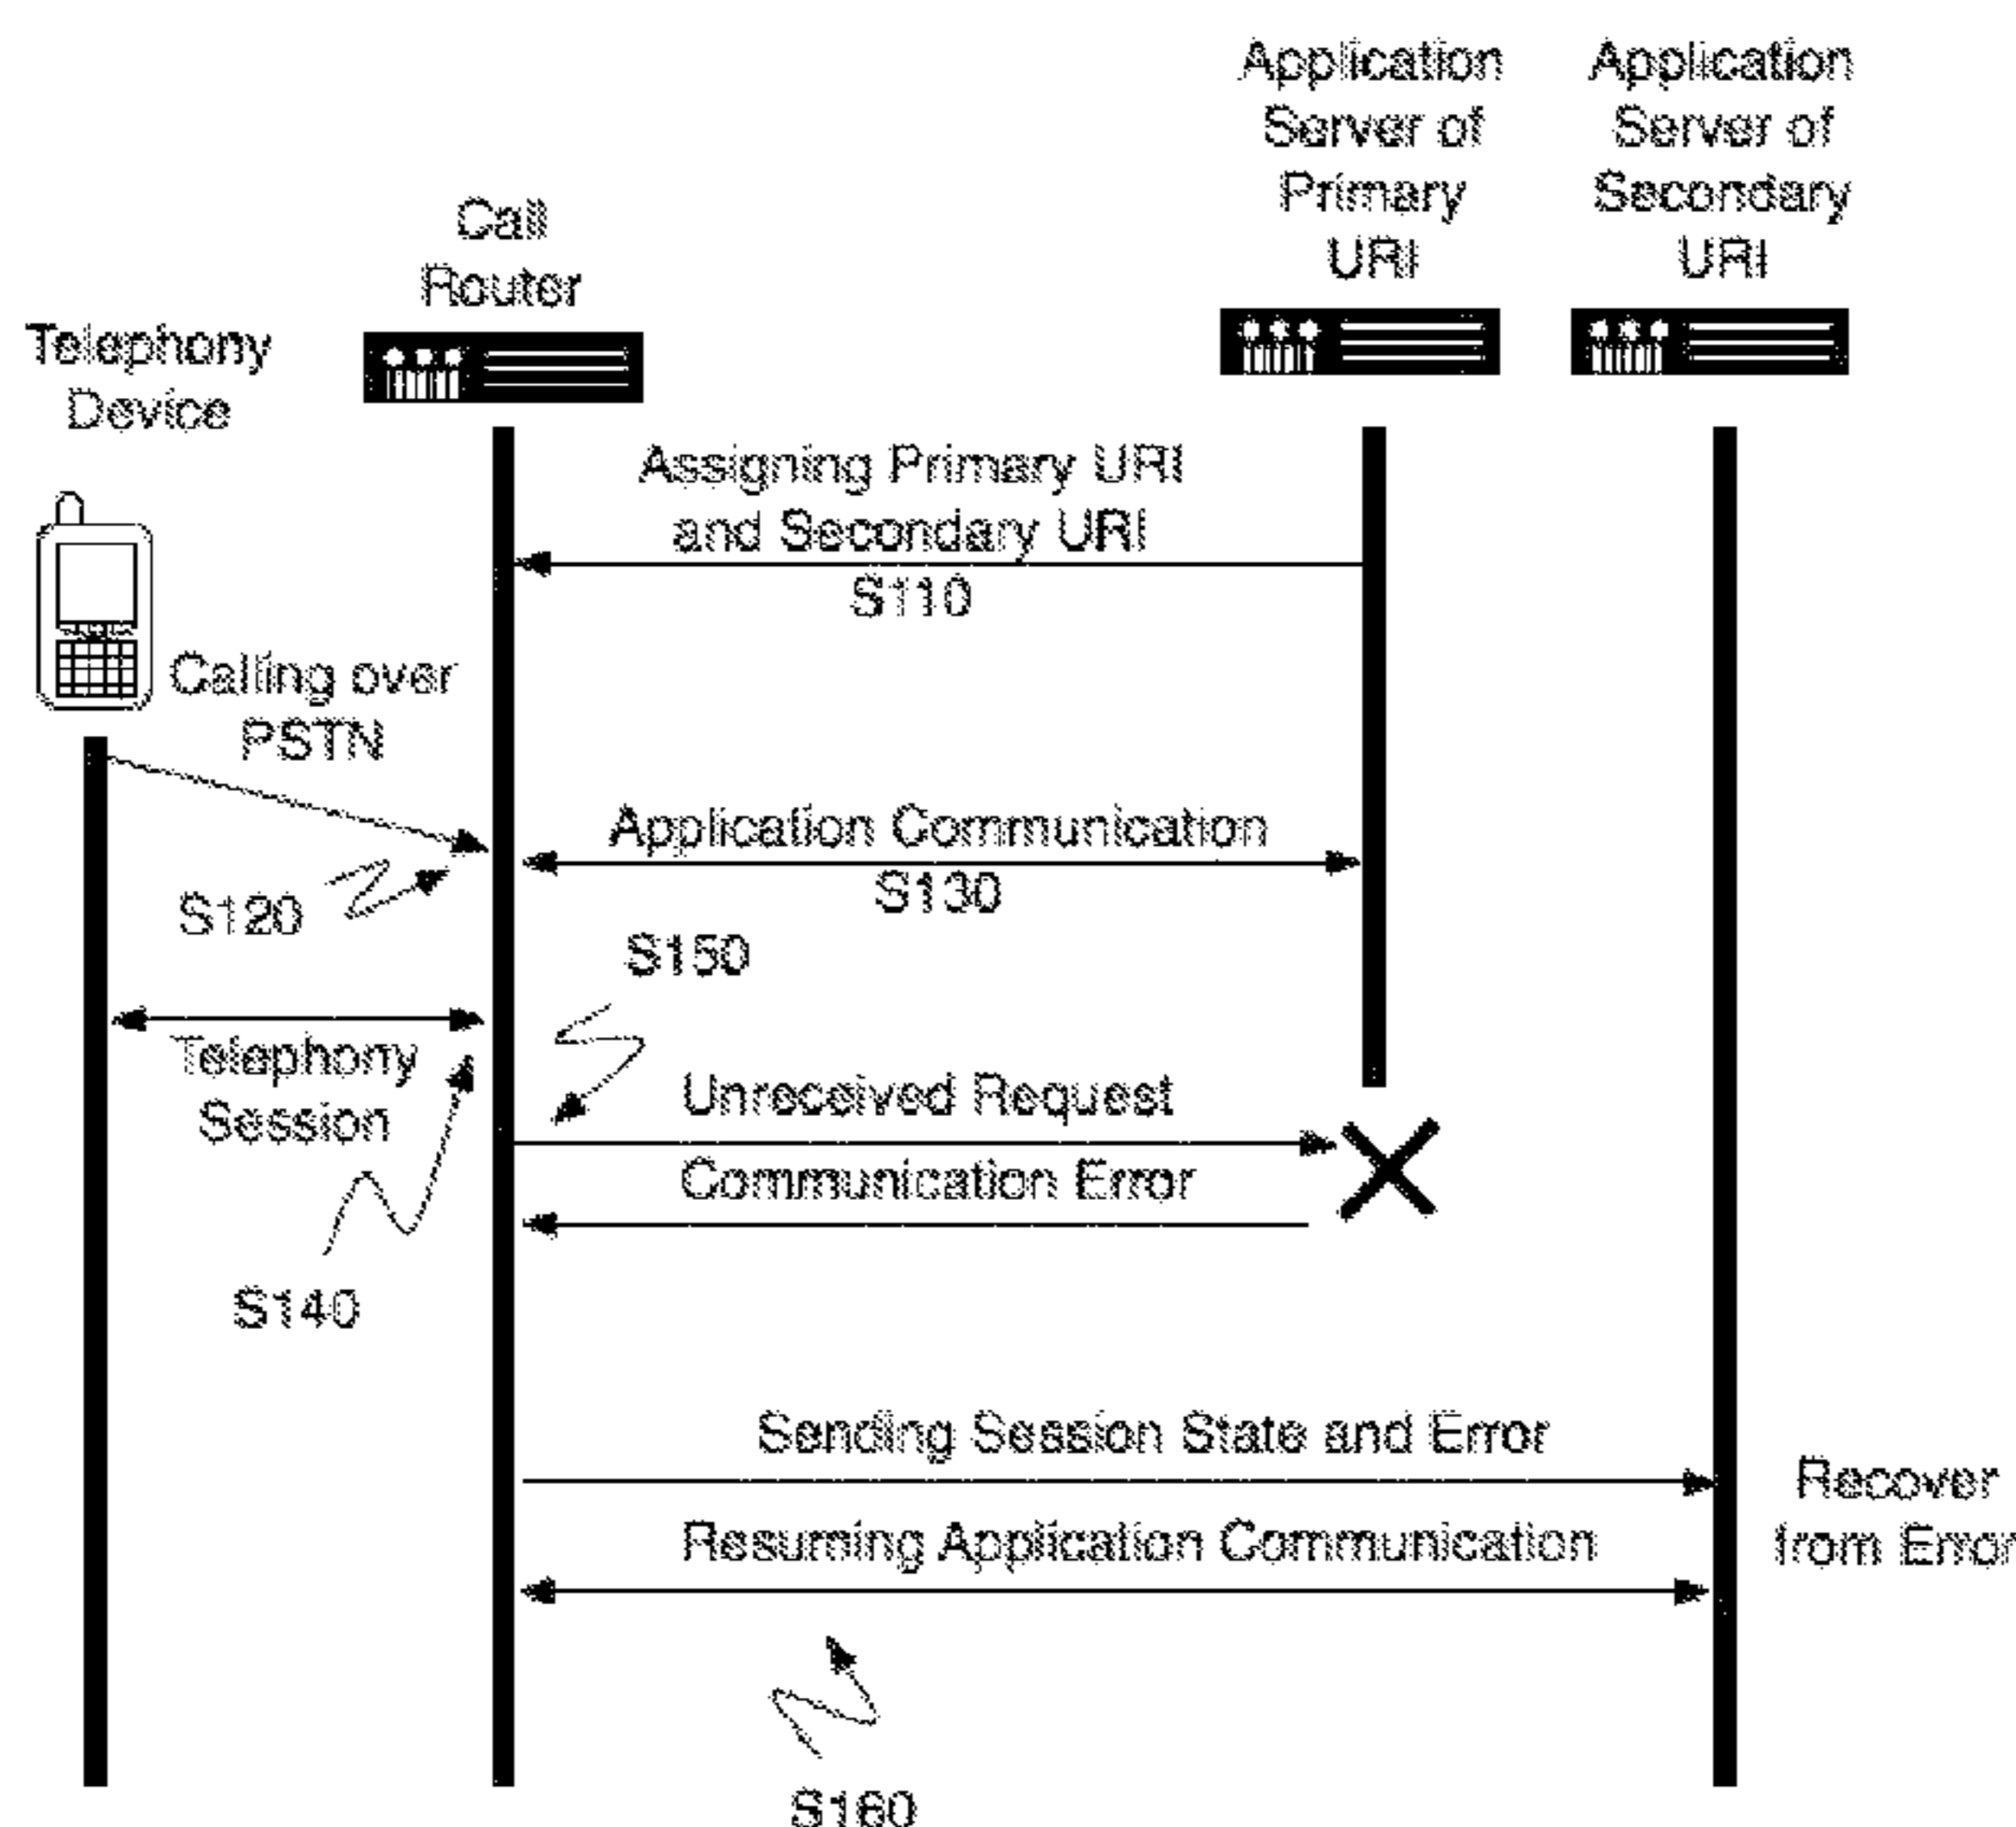 Application
Server of
Primary
URI
Application
Server of
Secondary
URI
Call
Router
Telephony
Device
Assigning Primary URI
and Secondary URI
S110
Calling over
PSTN
Application Communication
S130
S120
S150
Telephony
Session
Unreceived Request
Communication Error
S140
Sending Session State and Error
Recover
from Error
Resuming Application Communication
S160